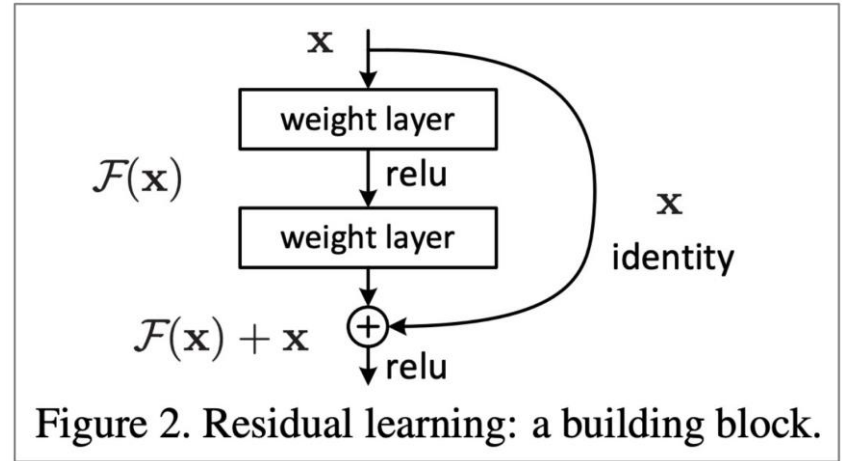 x
weight layer
F(x)
relu
x
weight layer
identity
F(x) + x
relu
Figure 2. Residual learning: a building block.